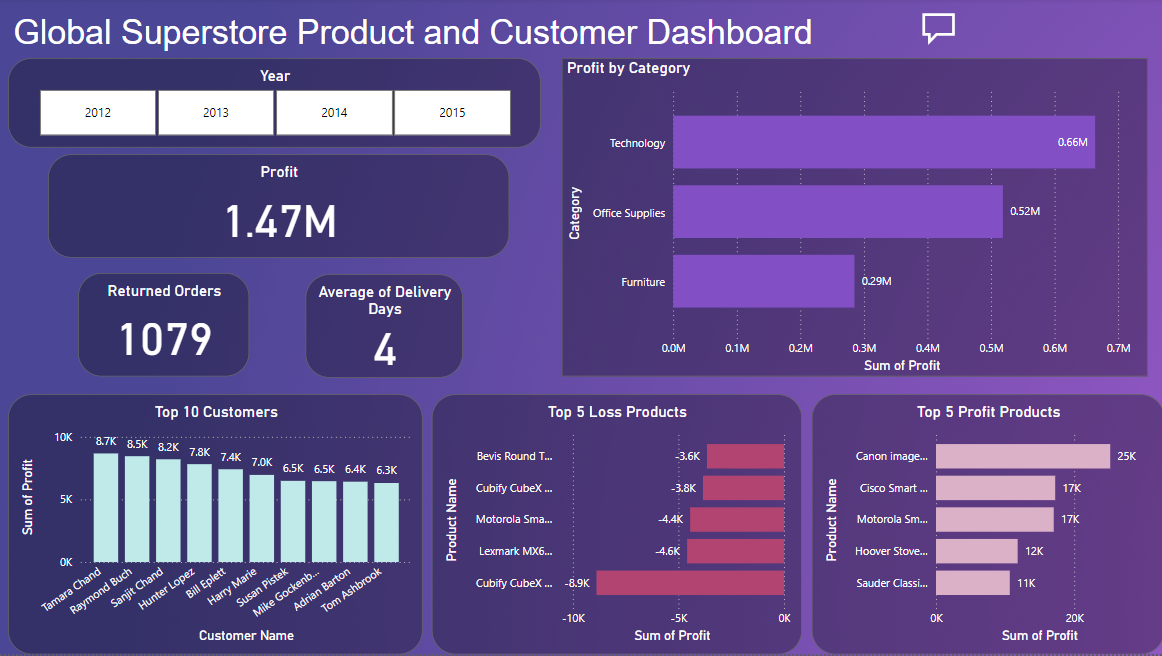 Global Superstore Product and Customer Dashboard
Year
2012 2013 2014 2015
Profit
1.47M
Returned Orders
1079
Average of Delivery
Days
4
Profit by Category
Category
Technology 0.66M
Office Supplies 0.52M
Furniture 0.29M
0.0M 0.1M 0.2M 0.3M 0.4M 0.5M 0.6M 0.7M
Sum of Profit
Top 10 Customers
Sum of Profit
10K
5K
0K
8.7K 8.5K 8.2K 7.8K 7.4K 7.0K 6.5K 6.5K 6.4K 6.3K
Tamara Chand
Raymond Buch
Sanjit Chand
Hunter Lopez
Bill Eplett
Harry Marie
Susan Pistek
Mike Gockenb...
Adrian Barton
Tom Ashbrook
Customer Name
Top 5 Loss Products
Product Name
Bevis Round T... -3.6K
Cubify CubeX ... -3.8K
Motorola Sma... -4.4K
Lexmark MX6... -4.6K
Cubify CubeX ... -8.9K
-10K -5K 0K
Sum of Profit
Top 5 Profit Products
Product Name
Canon image... 25K
Cisco Smart ... 17K
Motorola Sm... 17K
Hoover Stove... 12K
Sauder Classi... 11K
0K 20K
Sum of Profit